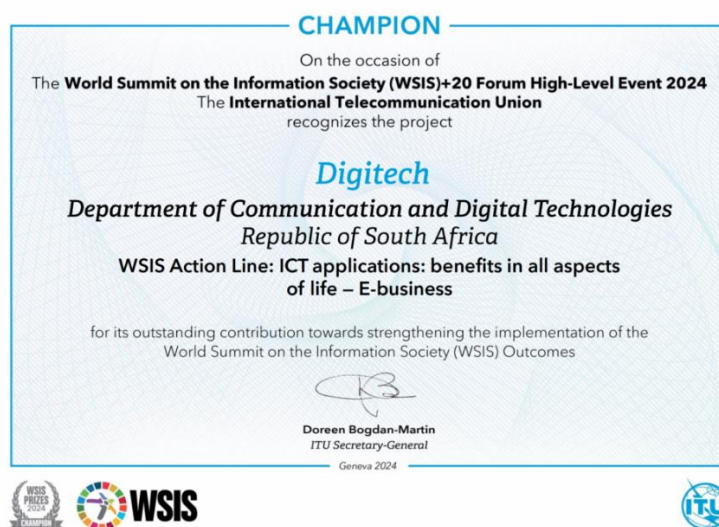 CHAMPION
On the occasion of
The World Summit on the Information Society (WSIS)+20 Forum High-Level Event 2024
The International Telecommunication Union
recognizes the project
Digitech
Department of Communication and Digital Technologies
Republic of South Africa
WSIS Action Line: ICT applications: benefits in all aspects
of life – E-business
for its outstanding contribution towards strengthening the implementation of the
World Summit on the Information Society (WSIS) Outcomes
Doreen Bogdan-Martin
ITU Secretary-General
Geneva 2024
WSIS
PRIZES
2024
CHAMPION
WSIS
ITU